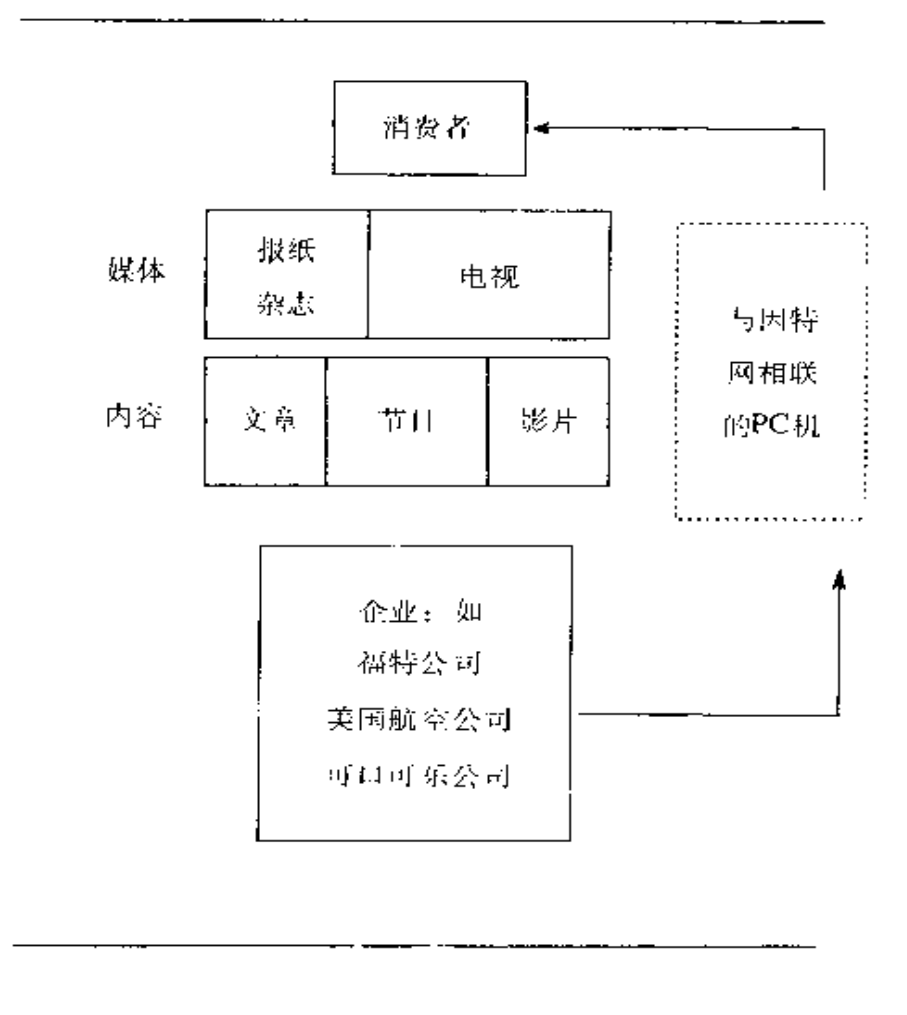 消费者
媒体
报纸
杂志
电视
内容
文章
节目
影片
与因特
网相联
的PC机
企业：如
福特公司
美国航空公司
可口可乐公司